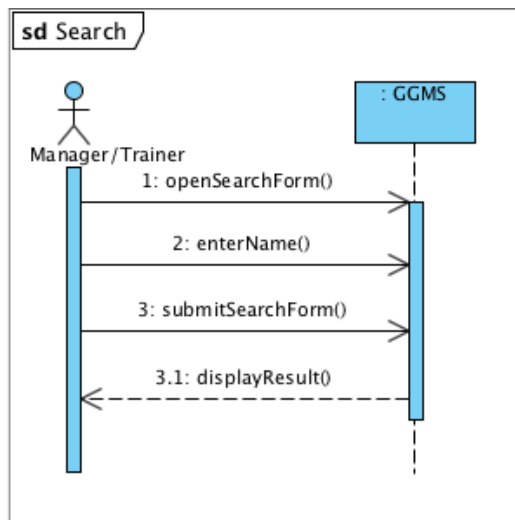 sd Search
: GGMS
Manager/Trainer
1: openSearchForm()
2: enterName()
3: submitSearchForm()
3.1: displayResult()